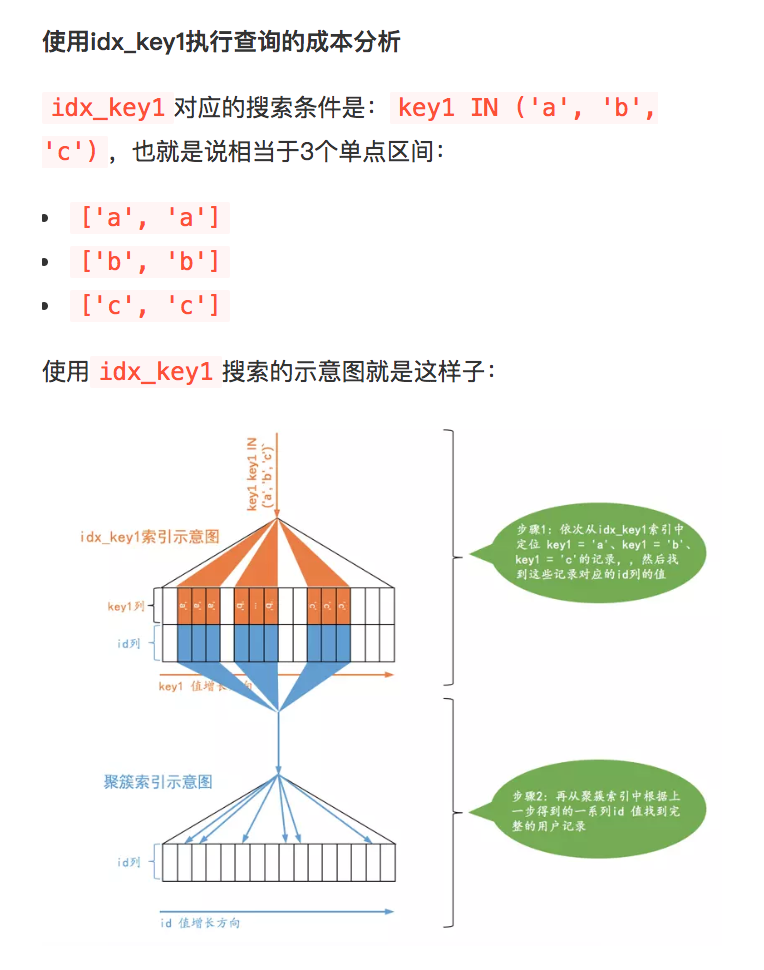 使用idx_key1执行查询的成本分析
idx_key1对应的搜索条件是：key1 IN ('a', 'b',
'c')，也就是说相当于3个单点区间：
['a', 'a']
['b', 'b']
['c', 'c']
使用idx_key1搜索的示意图就是这样子：
key1 key1 IN
('a', 'b', 'c')`
idx_key1索引示意图
步骤1：依次从idx_key1索引中
定位 key1 = 'a'、key1 = 'b'、
key1 = 'c'的记录，，然后找
到这些记录对应的id列的值
key1列
id列
key1 值增长方向
聚簇索引示意图
步骤2：再从聚簇索引中根据上
一步得到的一系列id 值找到完
整的用户记录
id列
id 值增长方向